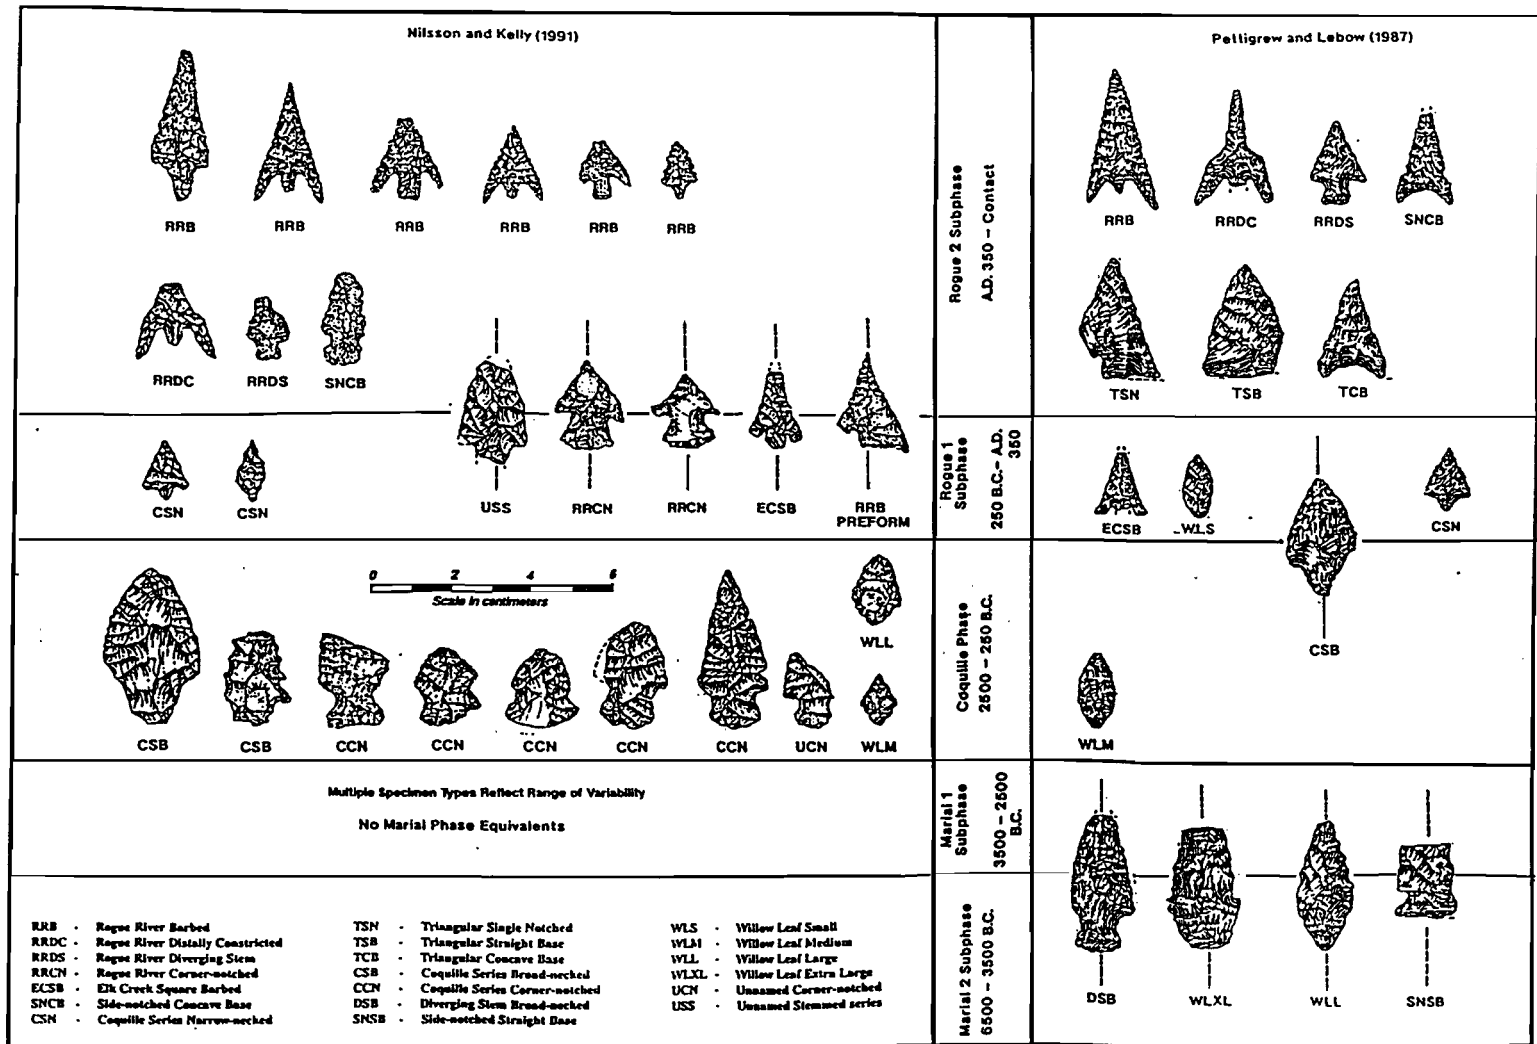 Nilsson and Kelly (1991)
RRB RRB RRB RRB RRB RRB
RRDC RRDS SNCB
CSN CSN
USS RRCN RRCN ECSB RRB
PREFORM
0 2 4 6
Scale in centimeters
WLL
CSB CSB CCN CCN CCN CCN CCN UCN WLM
Multiple Specimen Types Reflect Range of Variability
No Marial Phase Equivalents
RRB - Rogue River Barbed
RRDC - Rogue River Distally Constricted
RRDS - Rogue River Diverging Stem
RRCN - Rogue River Corner-notched
ECSB - Elk Creek Square Barbed
SNCB - Side-notched Concave Base
CSN - Coquille Series Narrow-necked
TSN - Triangular Single Notched
TSB - Triangular Straight Base
TCB - Triangular Concave Base
CSB - Coquille Series Broad-necked
CCN - Coquille Series Corner-notched
DSB - Diverging Stem Broad-necked
SNSB - Side-notched Straight Base
WLS - Willow Leaf Small
WLM - Willow Leaf Medium
WLL - Willow Leaf Large
WLXL - Willow Leaf Extra Large
UCN - Unnamed Corner-notched
USS - Unnamed Stemmed series
Rogue 2 Subphase
A.D. 350 - Contact
Rogue 1
Subphase
250 B.C. - A.D.
350
Coquille Phase
2500 - 250 B.C.
Marial 1
Subphase
3500 - 2500
B.C.
Marial 2 Subphase
6500 - 3500 B.C.
Pettigrew and Lebow (1987)
RRB RRDC RRDS SNCB
TSN TSB TCB
ECSB WLS CSN
CSB
WLM
DSB WLXL WLL SNSB